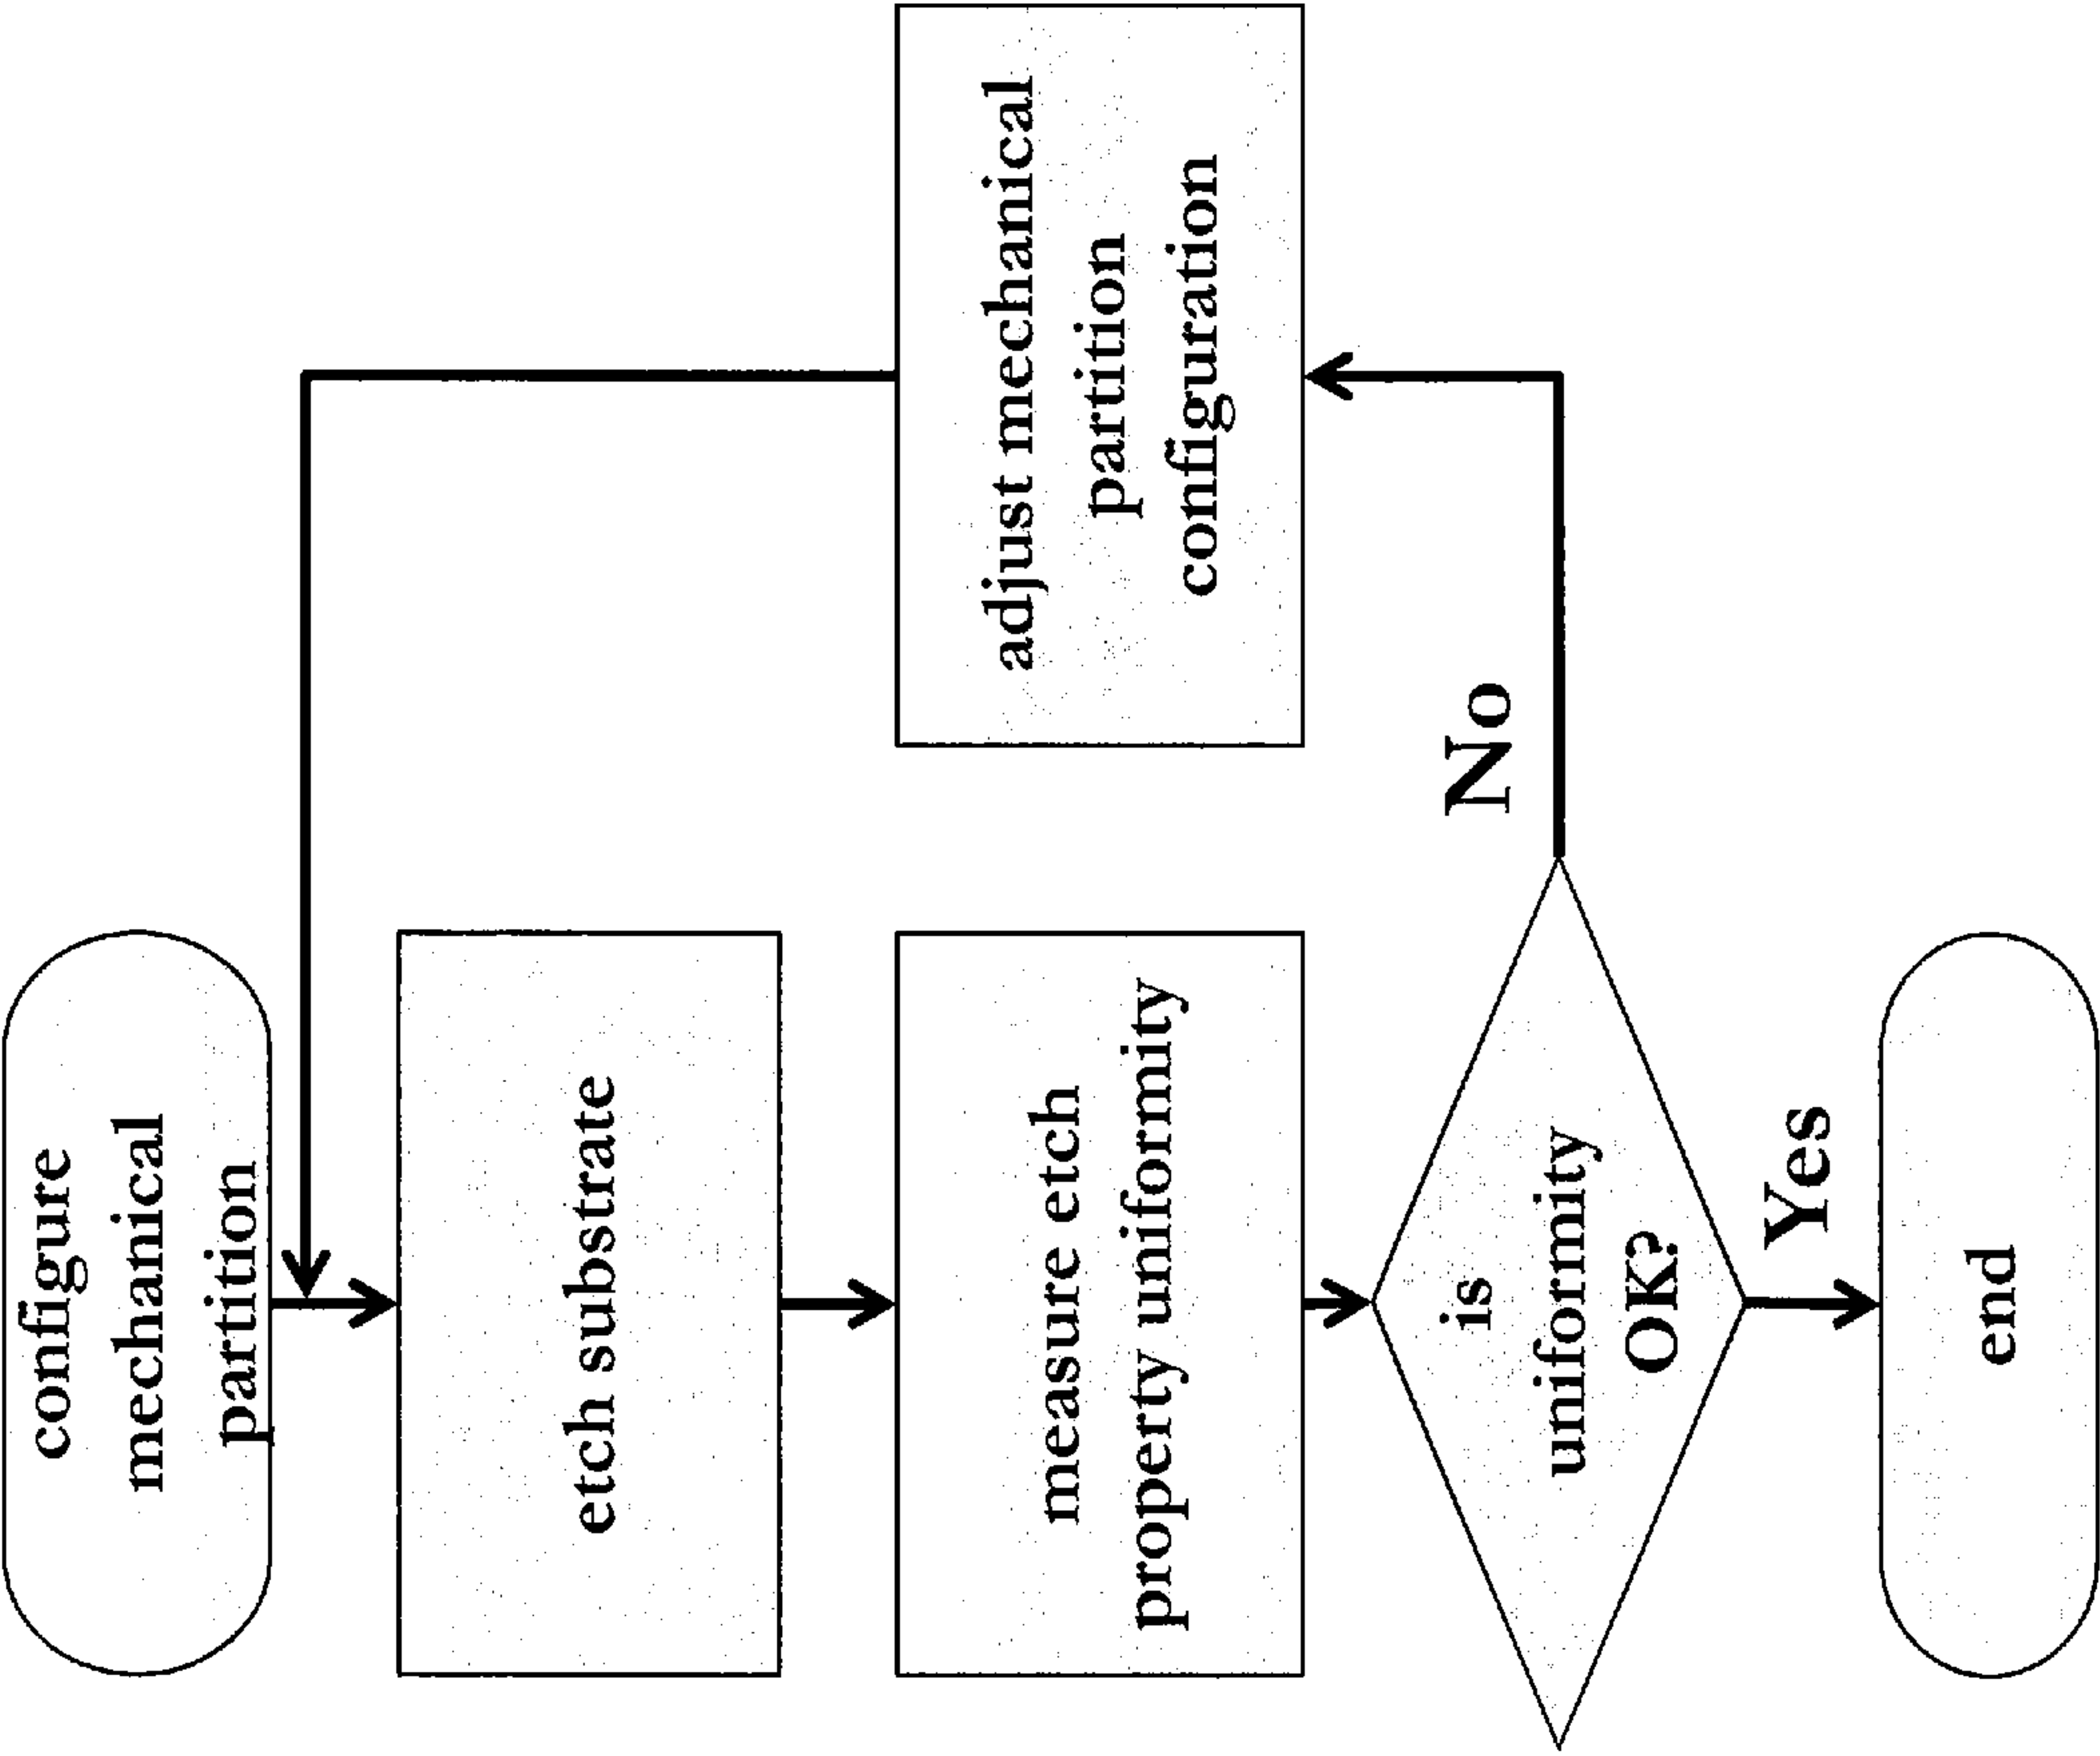 configure
mechanical
partition
etch substrate
measure etch
property uniformity
is
uniformity
OK?
Yes
end
No
adjust mechanical
partition
configuration